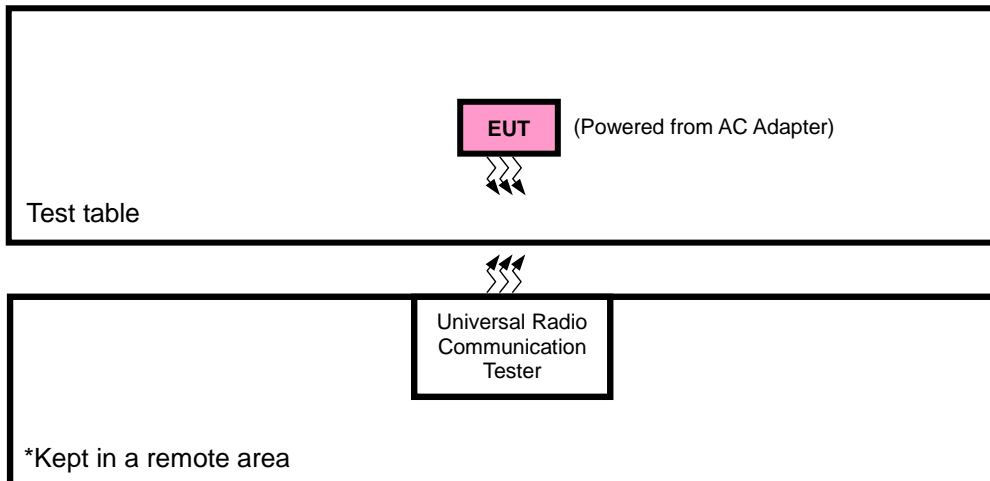 EUT
(Powered from AC Adapter)
Test table
Universal Radio
Communication
Tester
*Kept in a remote area